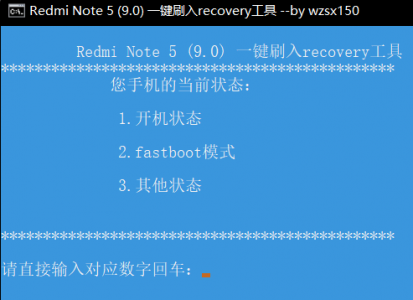 Redmi Note 5 (9.0) 一键刷入recovery工具 --by wzsx150
Redmi Note 5 (9.0) 一键刷入recovery工具
***********************************************
您手机的当前状态:
1.开机状态
2.fastboot模式
3.其他状态
***********************************************
请直接输入对应数字回车: